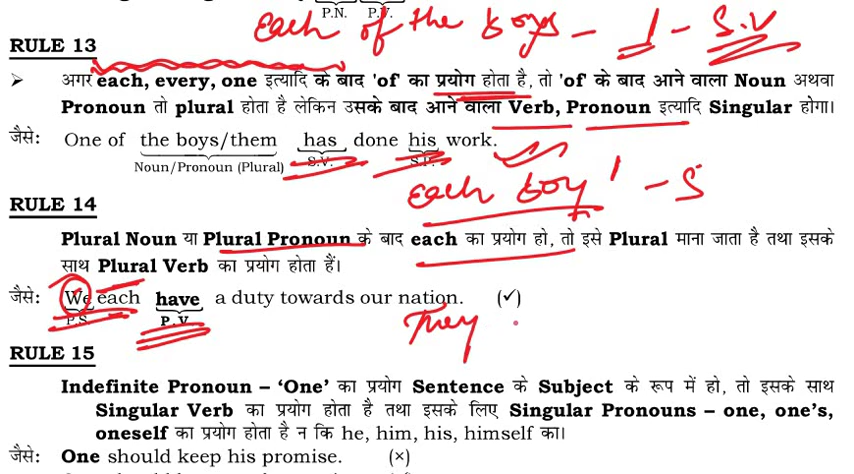 P.N. P.V.
Each of the boys – 1 - S.V
RULE 13
➤ अगर each, every, one इत्यादि के बाद 'of' का प्रयोग होता है, तो 'of' के बाद आने वाला Noun अथवा
Pronoun तो plural होता है लेकिन उसके बाद आने वाला Verb, Pronoun इत्यादि Singular होगा।
जैसे: One of the boys/them has done his work.
Noun/Pronoun (Plural) S.V. S.P.
Each boy 1 - S
RULE 14
Plural Noun या Plural Pronoun के बाद each का प्रयोग हो, तो इसे Plural माना जाता है तथा इसके
साथ Plural Verb का प्रयोग होता हैं।
जैसे: We each have a duty towards our nation. (✓)
P.S. P.V.
They
RULE 15
Indefinite Pronoun – 'One' का प्रयोग Sentence के Subject के रूप में हो, तो इसके साथ
Singular Verb का प्रयोग होता है तथा इसके लिए Singular Pronouns – one, one's,
oneself का प्रयोग होता है न कि he, him, his, himself का।
जैसे: One should keep his promise. (×)